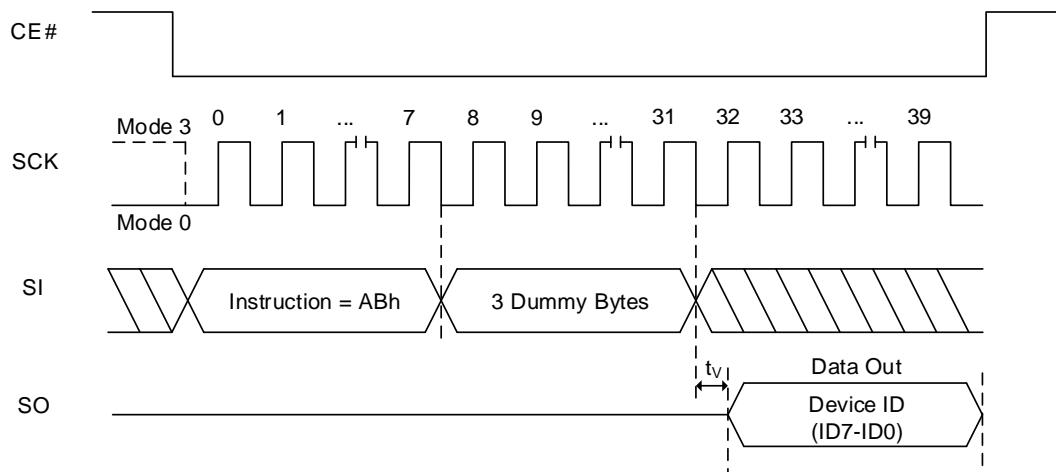 CE#
0 1 ... 7 8 9 ... 31 32 33 ... 39
Mode 3
SCK
Mode 0
SI
Instruction = ABh
3 Dummy Bytes
tV
Data Out
SO
Device ID
(ID7-ID0)